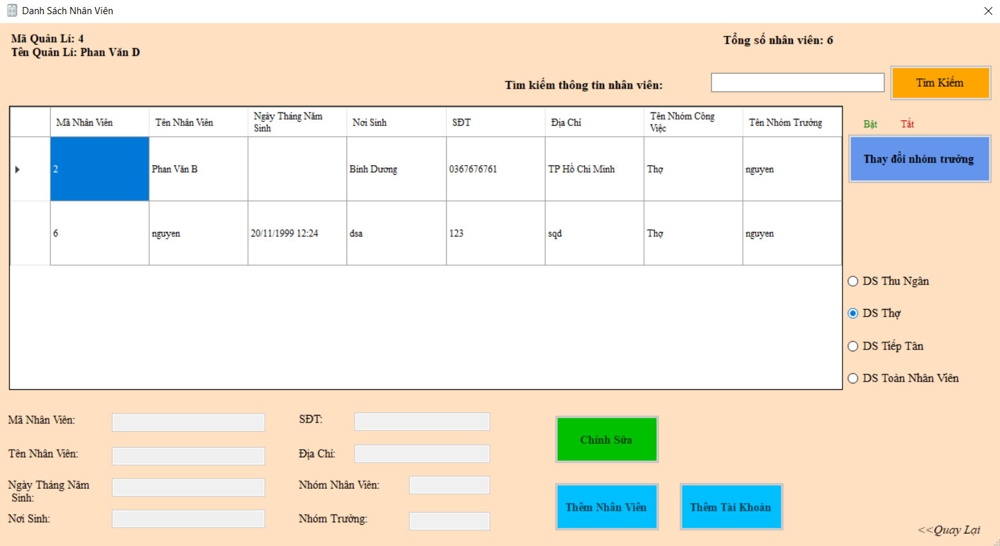 Danh Sách Nhân Viên
Mã Quản Lí: 4
Tên Quản Lí: Phan Văn D
Tổng số nhân viên: 6
Tìm kiếm thông tin nhân viên:
Tìm Kiếm
Mã Nhân Viên
Tên Nhân Viên
Ngày Tháng Năm
Sinh
Nơi Sinh
SĐT
Địa Chỉ
Tên Nhóm Công
Việc
Tên Nhóm Trưởng
2
Phan Văn B
Bình Dương
0367676761
TP Hồ Chí Minh
Thợ
nguyen
6
nguyen
20/11/1999 12:24
dsa
123
sqd
Thợ
nguyen
Bật
Tắt
Thay đổi nhóm trưởng
DS Thu Ngân
DS Thợ
DS Tiếp Tân
DS Toàn Nhân Viên
Mã Nhân Viên:
Tên Nhân Viên:
Ngày Tháng Năm
Sinh:
Nơi Sinh:
SĐT:
Địa Chỉ:
Nhóm Nhân Viên:
Nhóm Trưởng:
Chỉnh Sữa
Thêm Nhân Viên
Thêm Tài Khoản
<<Quay Lại